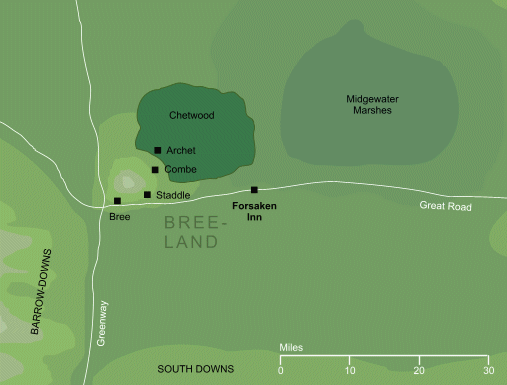 Chetwood
Midgewater
Marshes
Archet
Combe
Staddle
Forsaken
Inn
Great Road
Bree
BREE-
LAND
BARROW-DOWNS
Greenway
Miles
0 10 20 30
SOUTH DOWNS